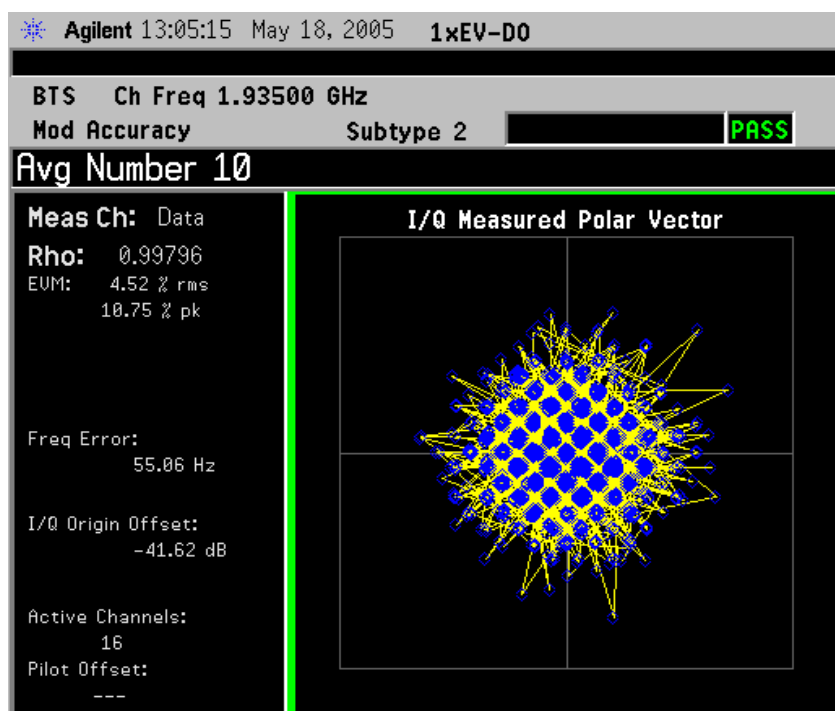 Agilent 13:05:15 May 18, 2005 1xEV-DO
BTS Ch Freq 1.93500 GHz
Mod Accuracy Subtype 2 PASS
Avg Number 10
Meas Ch: Data
Rho: 0.99796
EVM: 4.52 % rms
10.75 % pk
Freq Error:
55.06 Hz
I/Q Origin Offset:
-41.62 dB
Active Channels:
16
Pilot Offset:
---
I/Q Measured Polar Vector